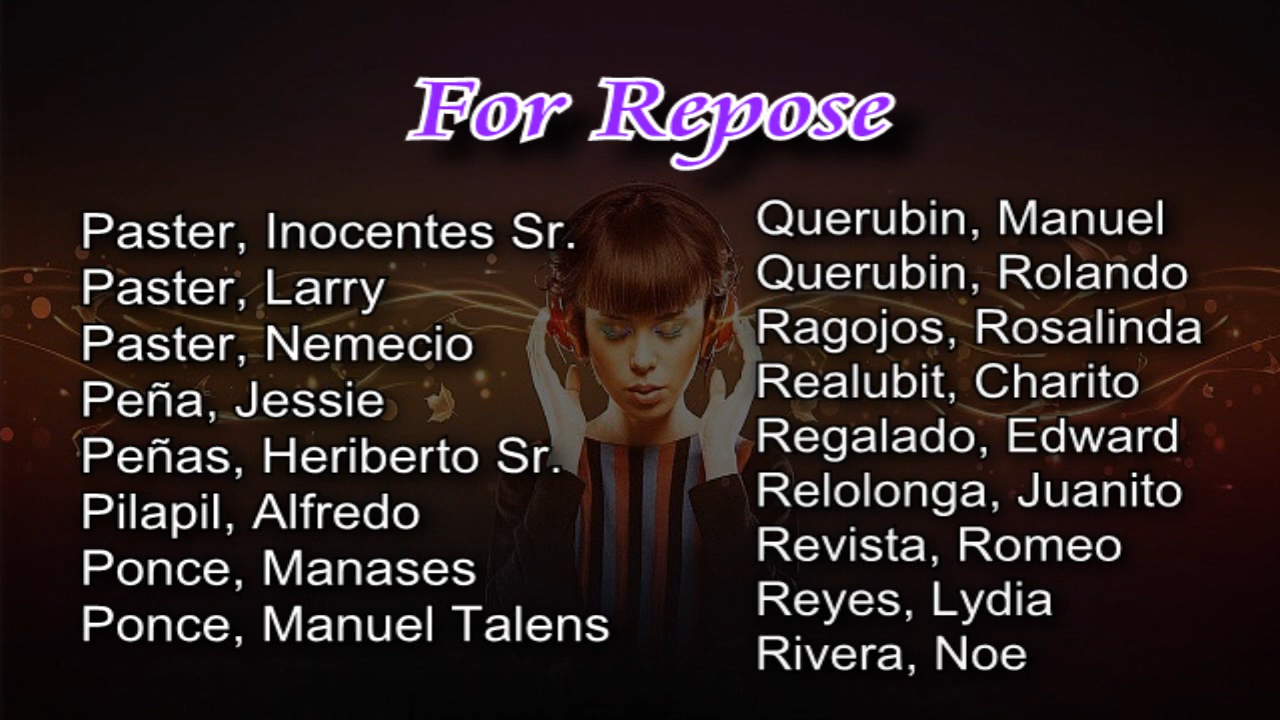 For Repose
Paster, Inocentes Sr.
Paster, Larry
Paster, Nemecio
Peña, Jessie
Peñas, Heriberto Sr.
Pilapil, Alfredo
Ponce, Manases
Ponce, Manuel Talens
Querubin, Manuel
Querubin, Rolando
Ragojos, Rosalinda
Realubit, Charito
Regalado, Edward
Relolonga, Juanito
Revista, Romeo
Reyes, Lydia
Rivera, Noe